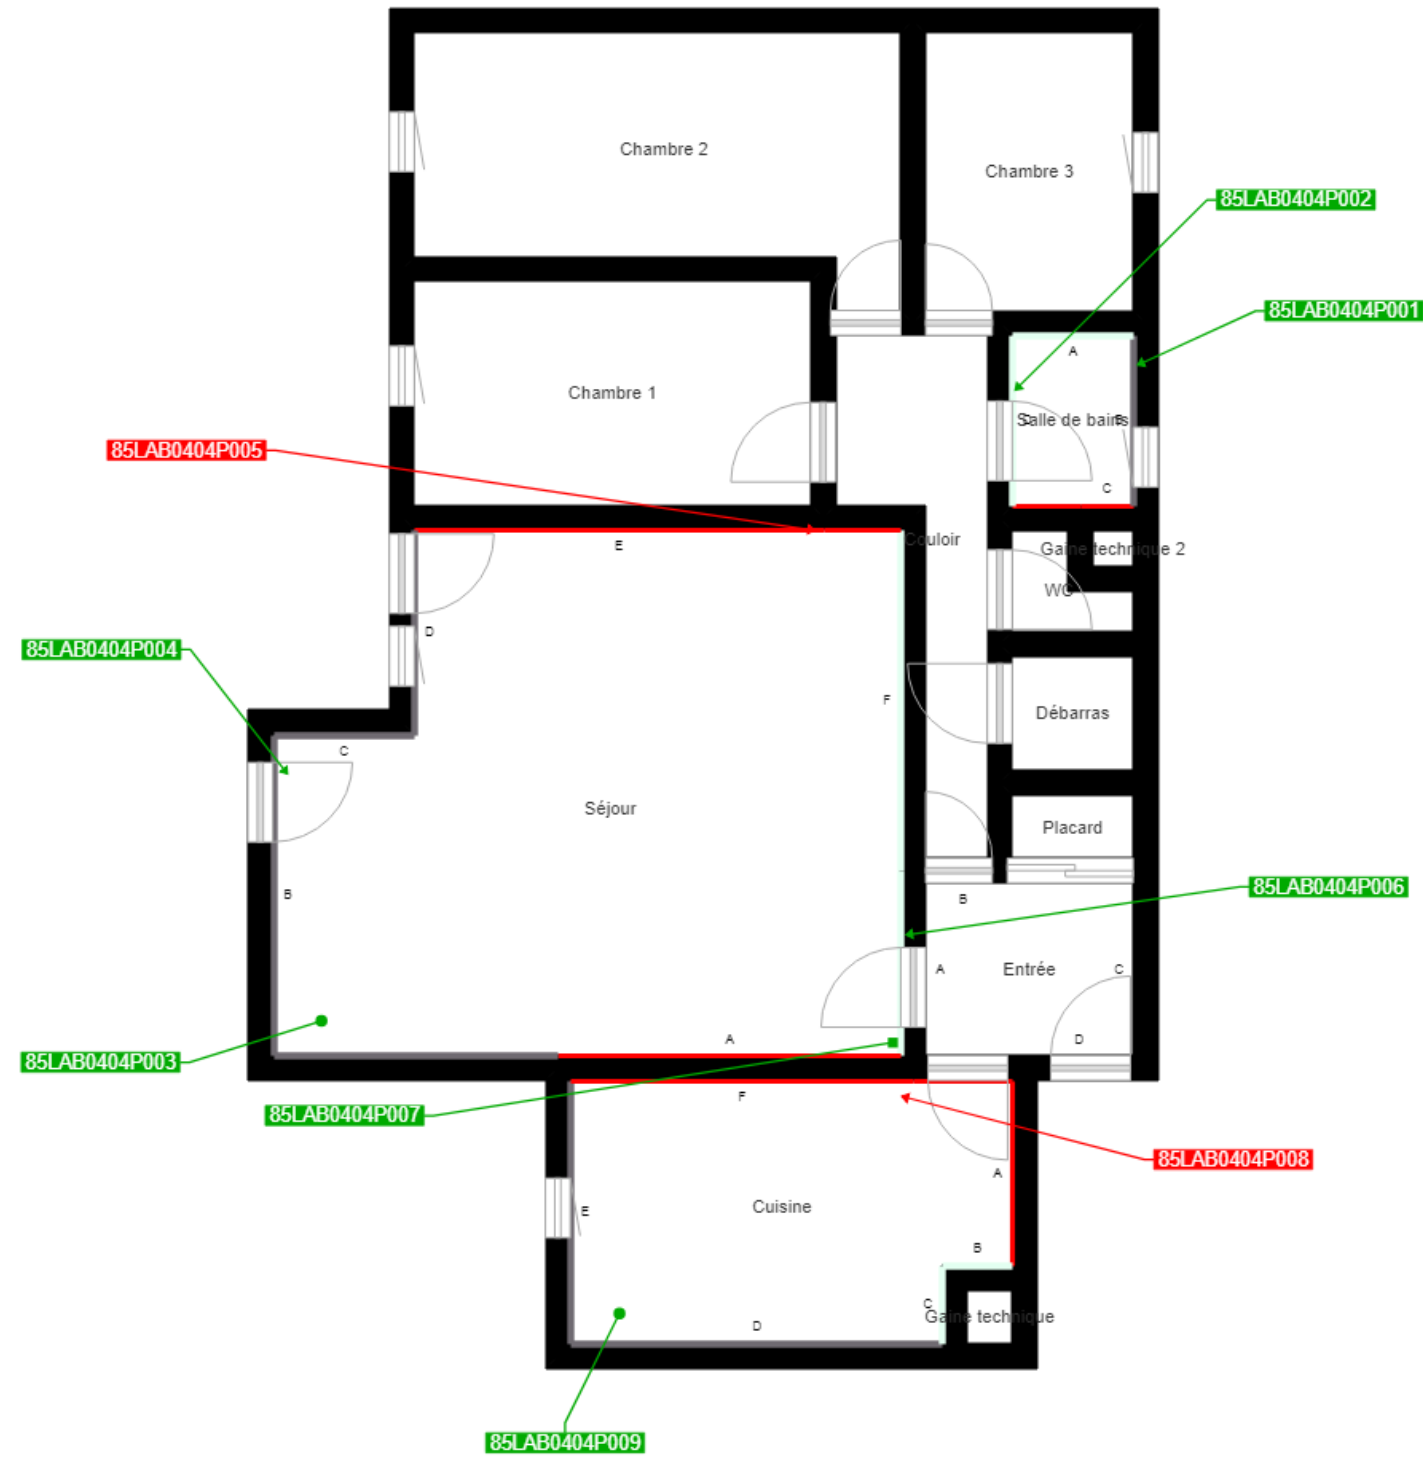 Chambre 2
Chambre 3
85LAB0404P002
85LAB0404P001
A
Chambre 1
Salle de bains
B
85LAB0404P005
C
E
Couloir
Gaine technique 2
WC
D
85LAB0404P004
F
Débarras
C
Séjour
Placard
B
85LAB0404P006
B
A
Entrée
C
A
D
85LAB0404P003
85LAB0404P007
F
85LAB0404P008
A
Cuisine
E
B
C
Gaine technique
D
85LAB0404P009